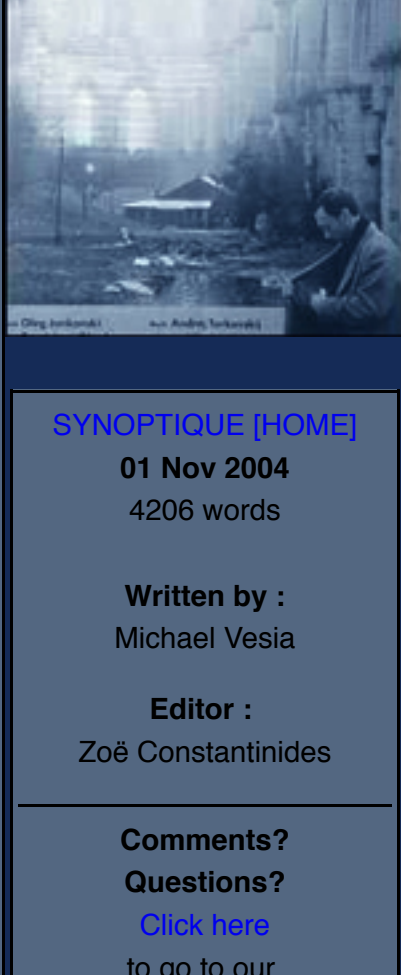 SYNOPTIQUE [HOME]
01 Nov 2004
4206 words
Written by :
Michael Vesia
Editor :
Zoë Constantinides
Comments?
Questions?
Click here
to go to our